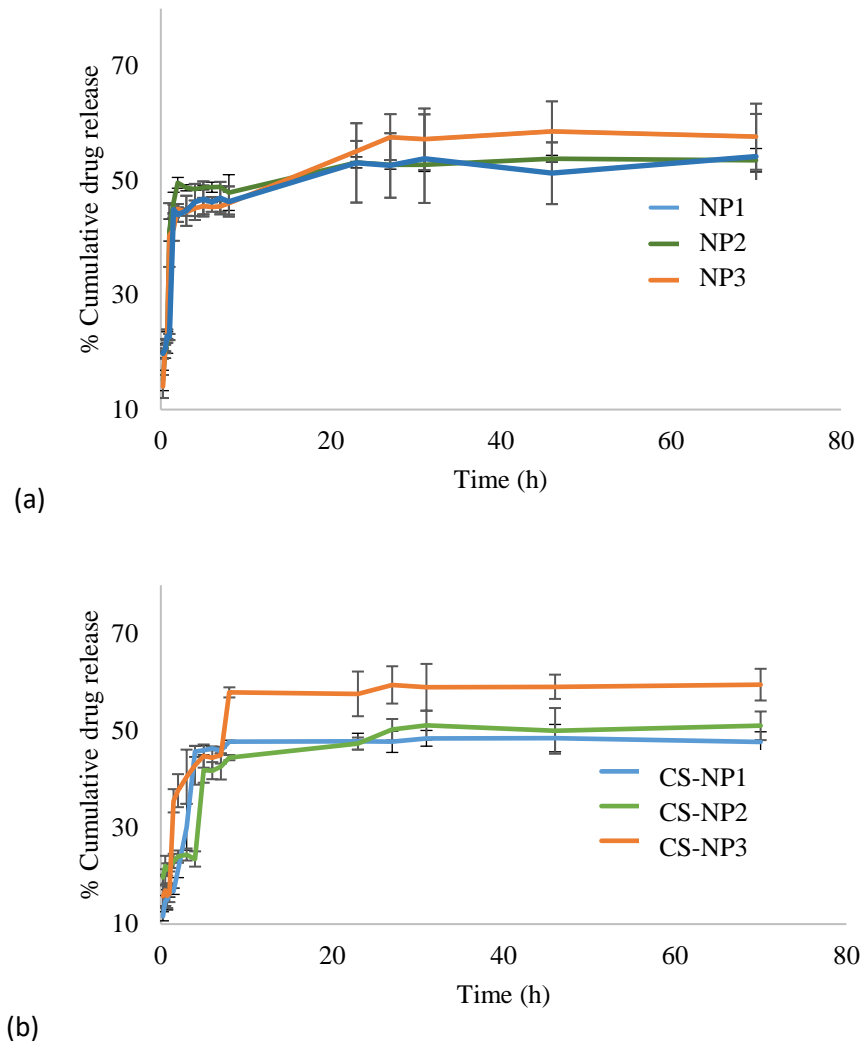 70
50
30
10
% Cumulative drug release
NP1
NP2
NP3
0
20
40
60
80
Time (h)
(a)
70
50
30
10
% Cumulative drug release
CS-NP1
CS-NP2
CS-NP3
0
20
40
60
80
Time (h)
(b)